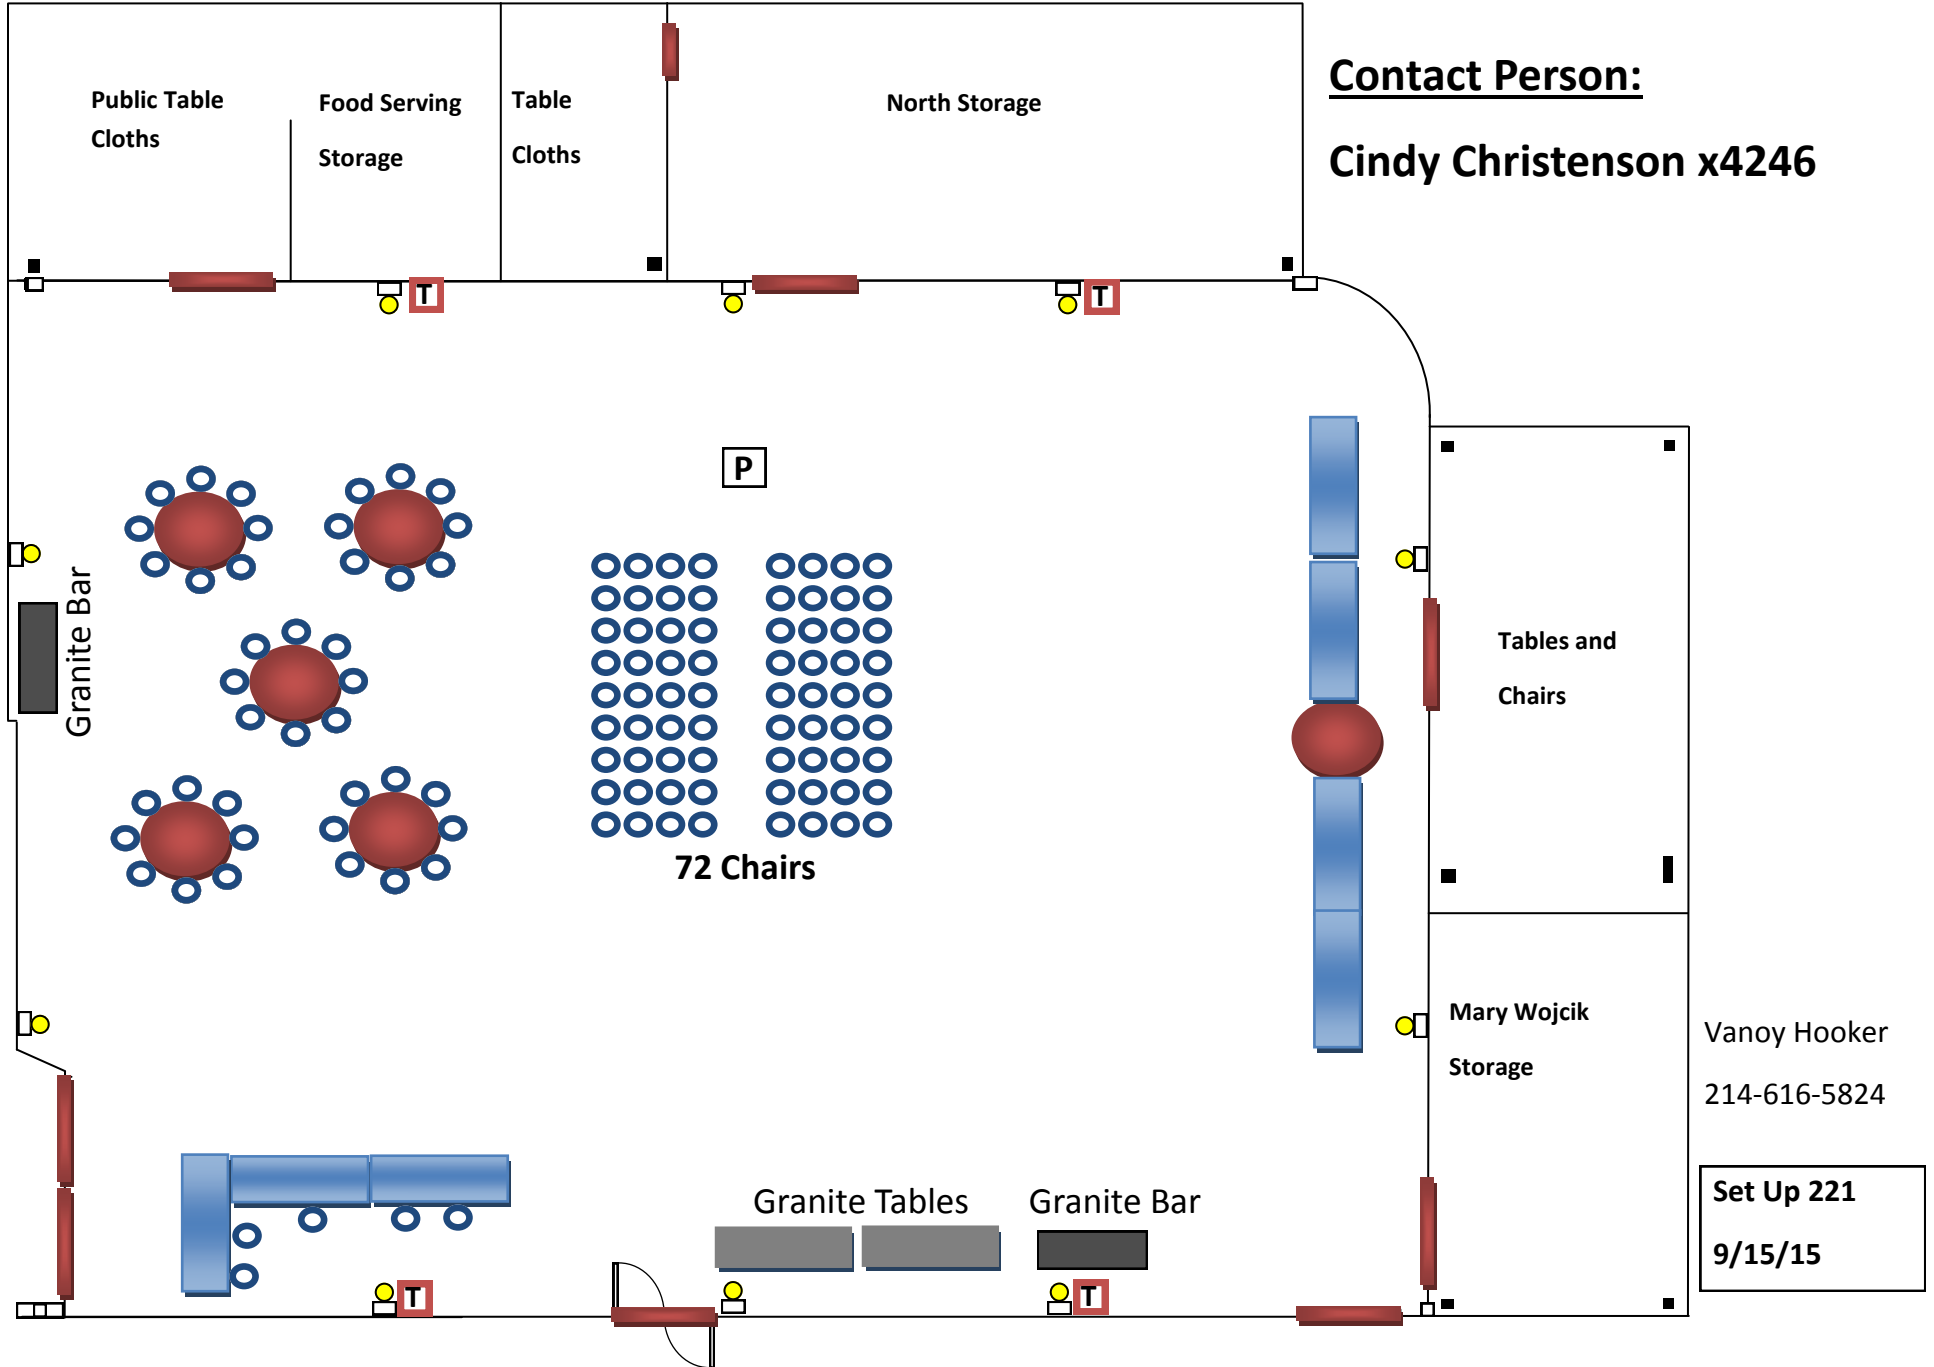 Public Table
Cloths
Food Serving
Storage
Table
Cloths
North Storage
Contact Person:
Cindy Christenson x4246
T
T
P
Granite Bar
72 Chairs
Tables and
Chairs
Mary Wojcik
Storage
Vanoy Hooker
214-616-5824
Granite Tables
Granite Bar
T
T
Set Up 221
9/15/15